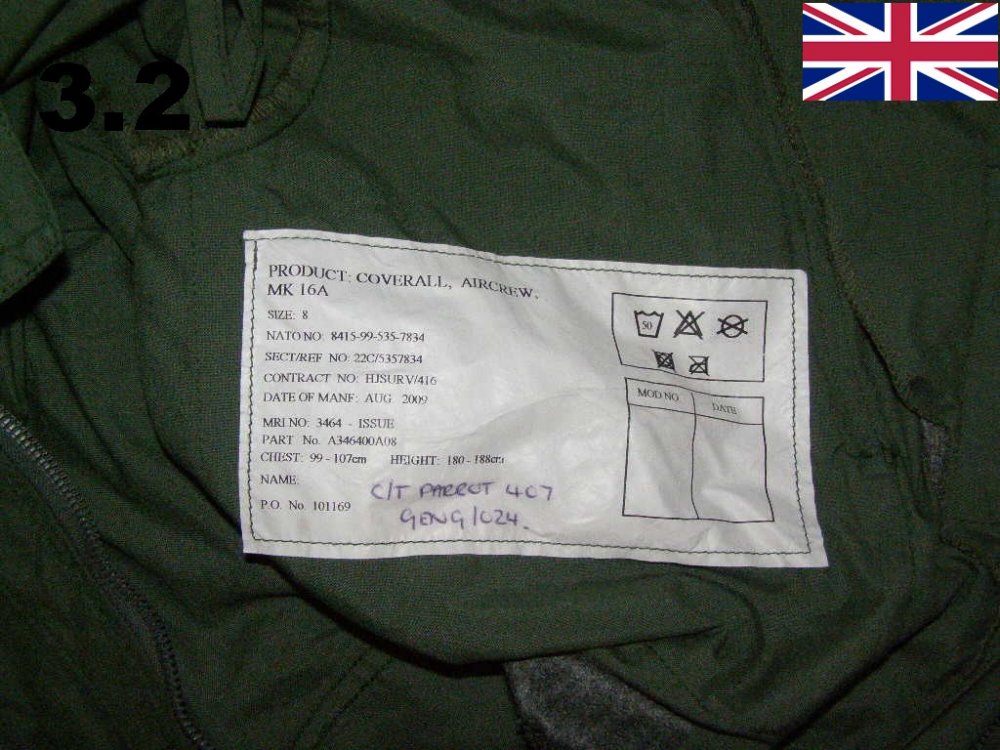 3.2
PRODUCT: COVERALL, AIRCREW,
MK 16A
SIZE: 8
NATO NO: 8415-99-535-7834
SECT/REF NO: 22C/5357834
CONTRACT NO: HJSURV/416
DATE OF MANF: AUG 2009
MRI NO: 3464 - ISSUE
PART No. A346400A08
CHEST: 99 - 107cm HEIGHT: 180 - 188cm
NAME:
C/T PARROT 407
P.O. No. 101169
50
MOD NO. DATE